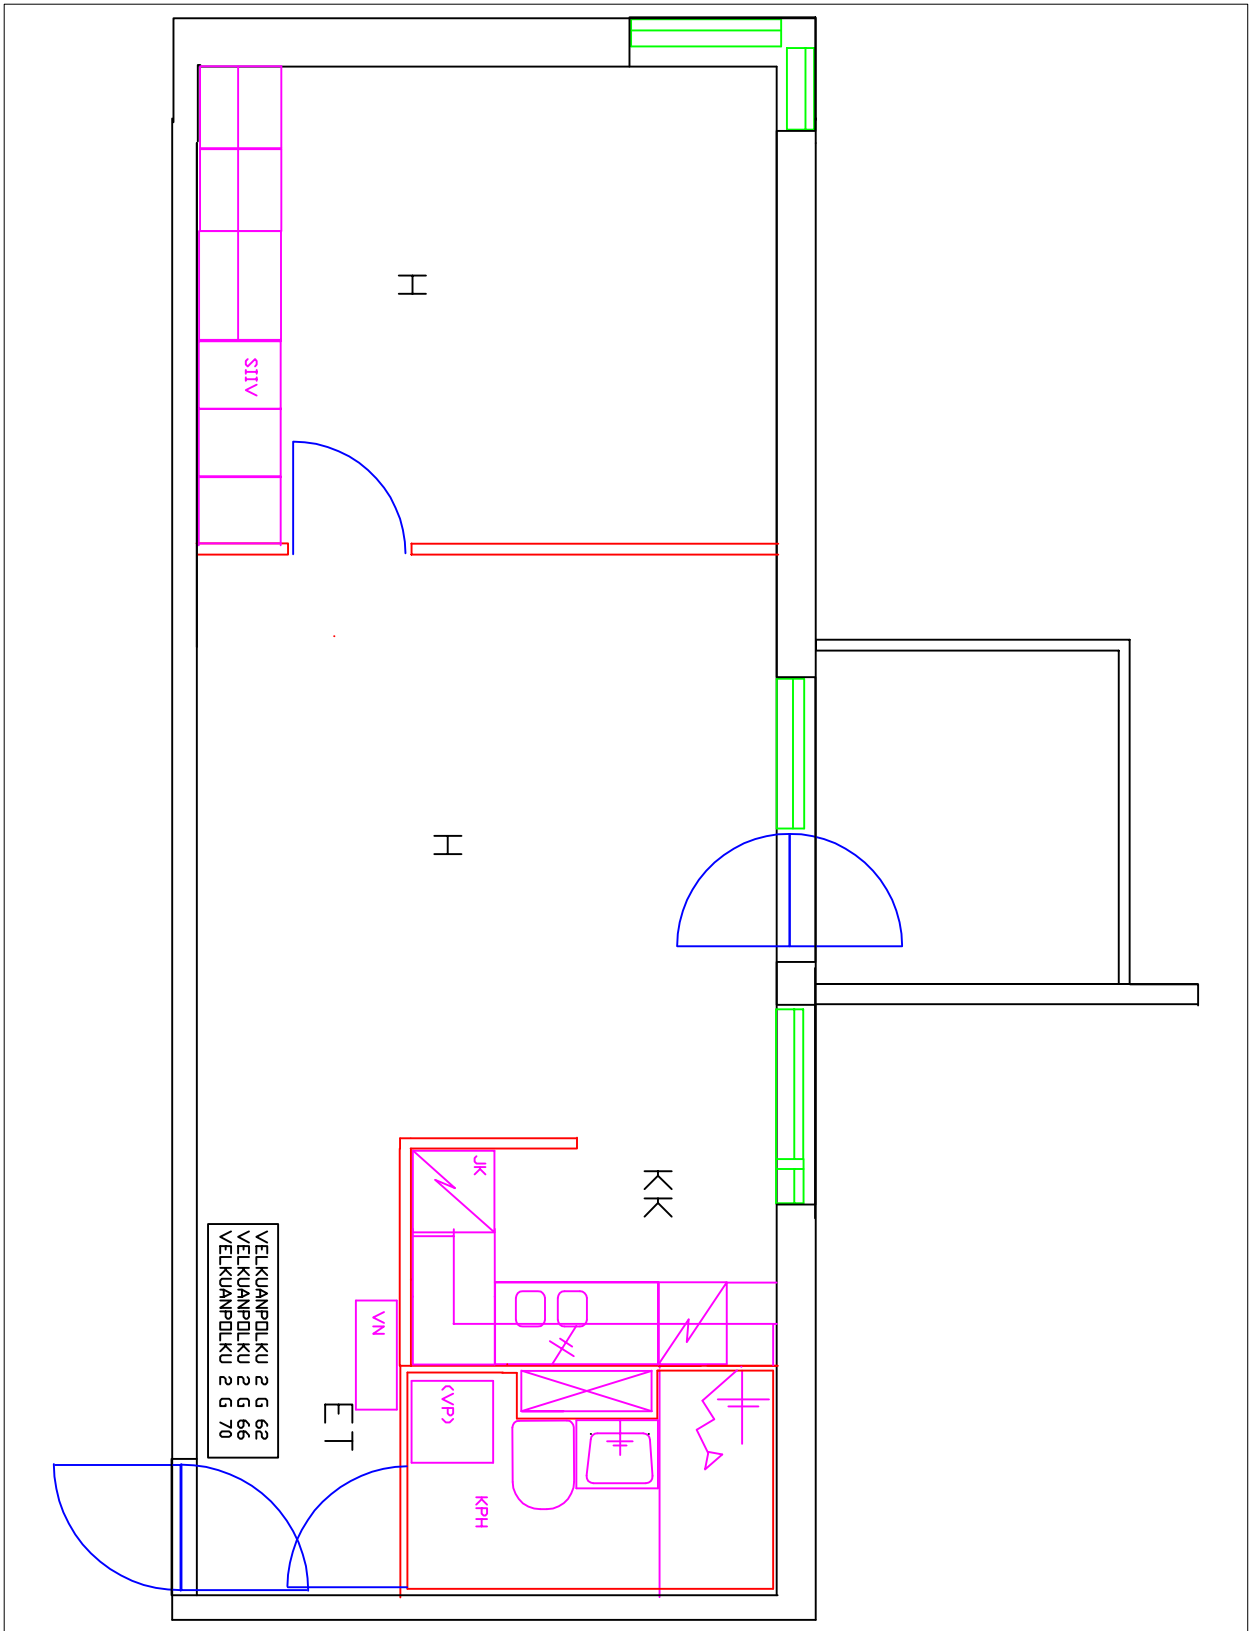 H
SIIV
H
JK
KK
VN
VELKUANPOLKU 2 G 62
VELKUANPOLKU 2 G 66
VELKUANPOLKU 2 G 70
ET
(VP)
KPH